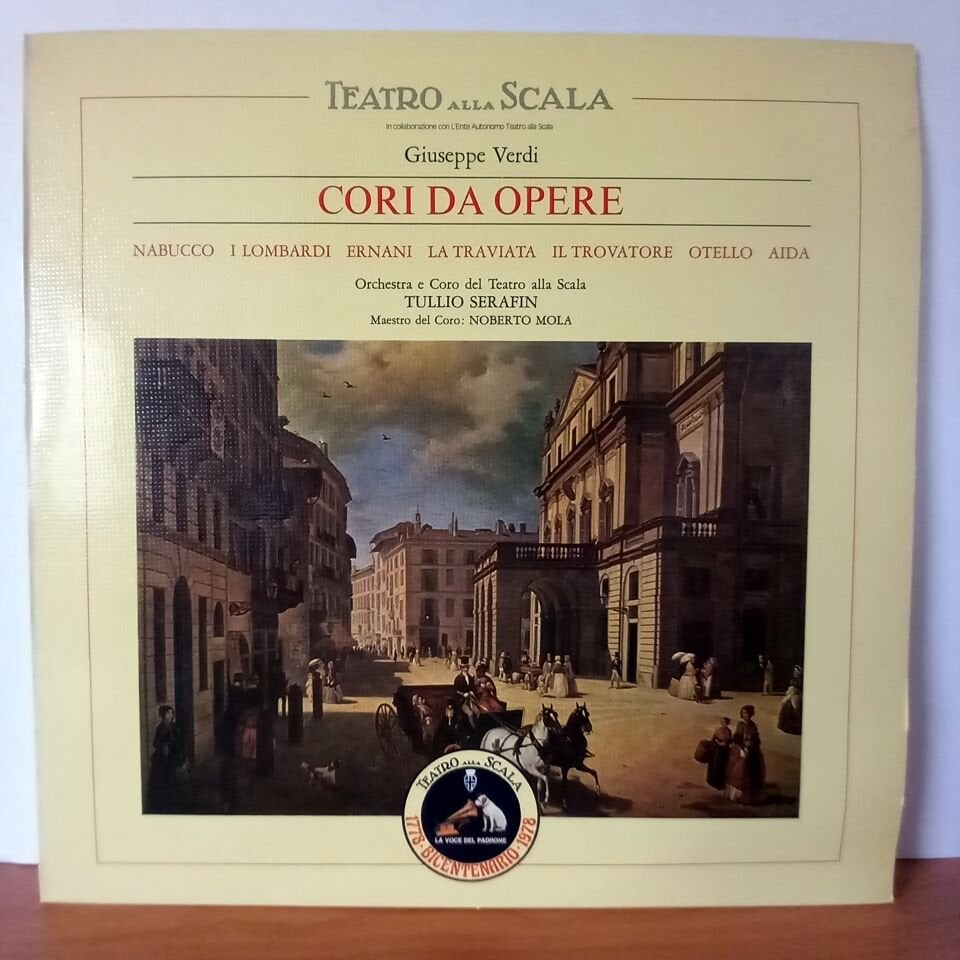 TEATRO ALLA SCALA
In collaborazione con L'Ente Autonomo Teatro alla Scala
Giuseppe Verdi
CORI DA OPERE
NABUCCO I LOMBARDI ERNANI LA TRAVIATA IL TROVATORE OTELLO AIDA
Orchestra e Coro del Teatro alla Scala
TULLIO SERAFIN
Maestro del Coro: NOBERTO MOLA
TEATRO ALLA SCALA
LA VOCE DEL PADRONE
1778 · BICENTENARIO · 1978